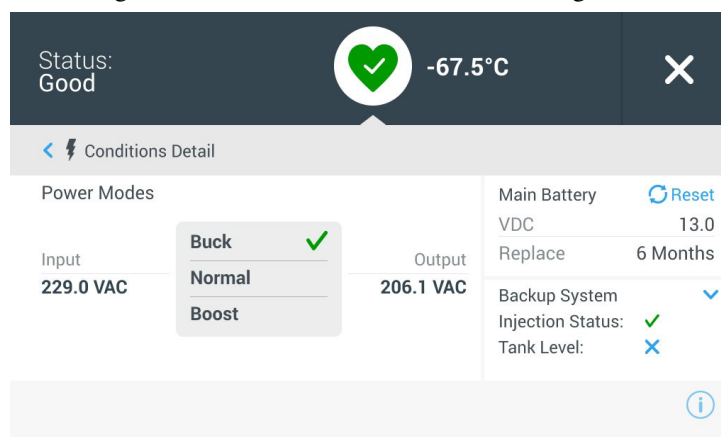 Status:
Good
-67.5°C
Conditions Detail
Power Modes
Input
229.0 VAC
Buck
Normal
Boost
Output
206.1 VAC
Main Battery
Reset
VDC 13.0
Replace 6 Months
Backup System
Injection Status:
Tank Level: